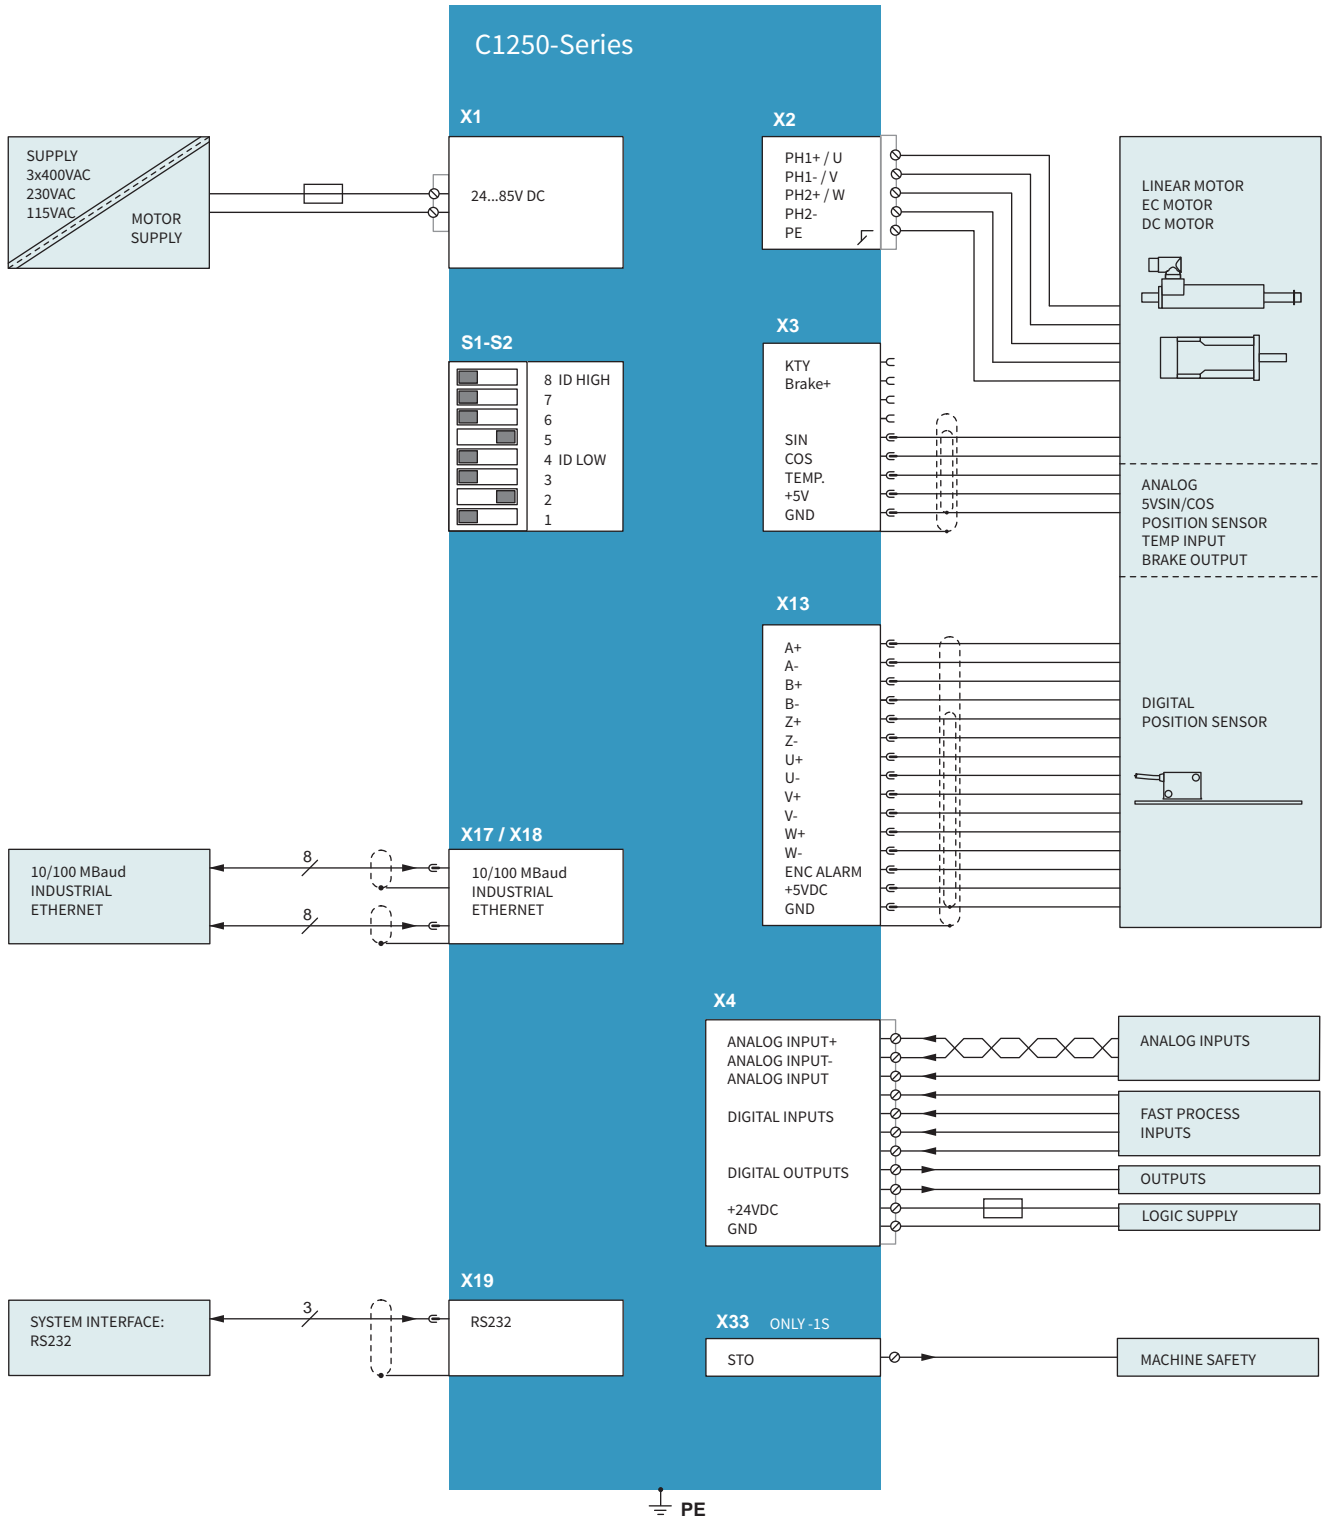 C1250-Series
X1
24...85V DC
SUPPLY
3x400VAC
230VAC
115VAC
MOTOR
SUPPLY
X2
PH1+ / U
PH1- / V
PH2+ / W
PH2-
PE
LINEAR MOTOR
EC MOTOR
DC MOTOR
S1-S2
8 ID HIGH
7
6
5
4 ID LOW
3
2
1
X3
KTY
Brake+
SIN
COS
TEMP.
+5V
GND
ANALOG
5VSIN/COS
POSITION SENSOR
TEMP INPUT
BRAKE OUTPUT
X13
A+
A-
B+
B-
Z+
Z-
U+
U-
V+
V-
W+
W-
ENC ALARM
+5VDC
GND
DIGITAL
POSITION SENSOR
X17 / X18
10/100 MBaud
INDUSTRIAL
ETHERNET
8
8
10/100 MBaud
INDUSTRIAL
ETHERNET
X4
ANALOG INPUT+
ANALOG INPUT-
ANALOG INPUT
DIGITAL INPUTS
DIGITAL OUTPUTS
+24VDC
GND
ANALOG INPUTS
FAST PROCESS
INPUTS
OUTPUTS
LOGIC SUPPLY
X19
SYSTEM INTERFACE:
RS232
3
RS232
X33 ONLY -1S
STO
MACHINE SAFETY
PE